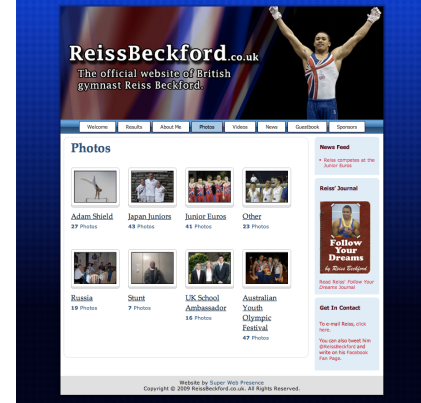 ReissBeckford.co.uk
The official website of British
gymnast Reiss Beckford.
Welcome
Results
About Me
Photos
Videos
News
Guestbook
Sponsors
Photos
Adam Shield
27 Photos
Japan Juniors
43 Photos
Junior Euros
41 Photos
Other
23 Photos
Russia
19 Photos
Stunt
7 Photos
UK School
Ambassador
16 Photos
Australian
Youth
Olympic
Festival
47 Photos
News Feed
Reiss competes at the
Junior Euros
Reiss' Journal
Follow
Your
Dreams
by Reiss Beckford
Read Reiss' Follow Your
Dreams Journal
Get In Contact
To e-mail Reiss, click
here.
You can also tweet him
@ReissBeckford and
write on his Facebook
Fan Page.
Website by Super Web Presence
Copyright © 2009 ReissBeckford.co.uk. All Rights Reserved.